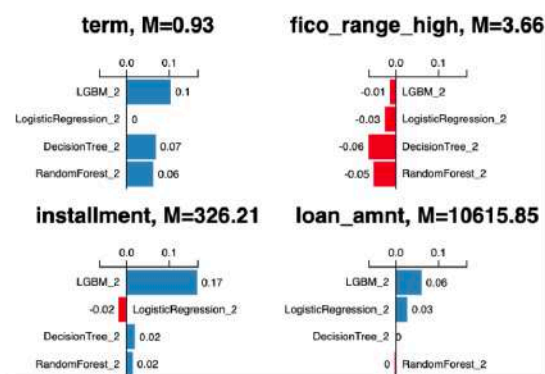 term, M=0.93
0.0 0.1
LGBM_2 0.1
LogisticRegression_2 0
DecisionTree_2 0.07
RandomForest_2 0.06
fico_range_high, M=3.66
0.0 0.1
-0.01 LGBM_2
-0.03 LogisticRegression_2
-0.06 DecisionTree_2
-0.05 RandomForest_2
installment, M=326.21
0.0 0.1
LGBM_2 0.17
-0.02 LogisticRegression_2
DecisionTree_2 0.02
RandomForest_2 0.02
loan_amnt, M=10615.85
0.0 0.1
LGBM_2 0.06
LogisticRegression_2 0.03
DecisionTree_2 0
0 RandomForest_2